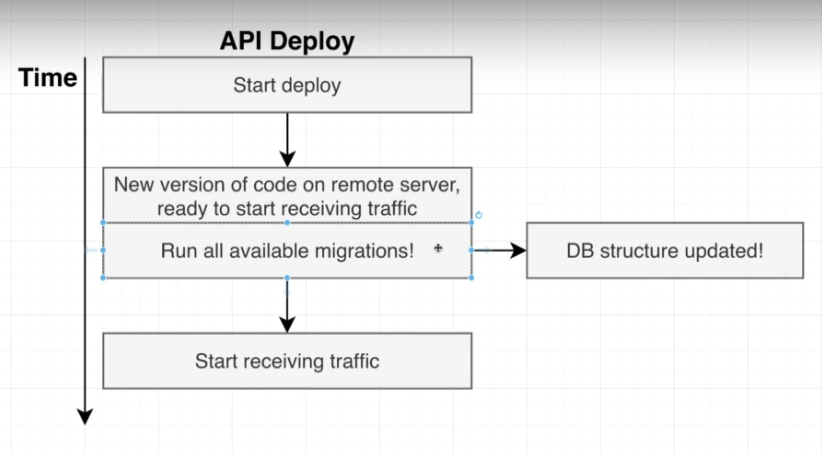 API Deploy
Time
Start deploy
New version of code on remote server,
ready to start receiving traffic
Run all available migrations!
DB structure updated!
Start receiving traffic